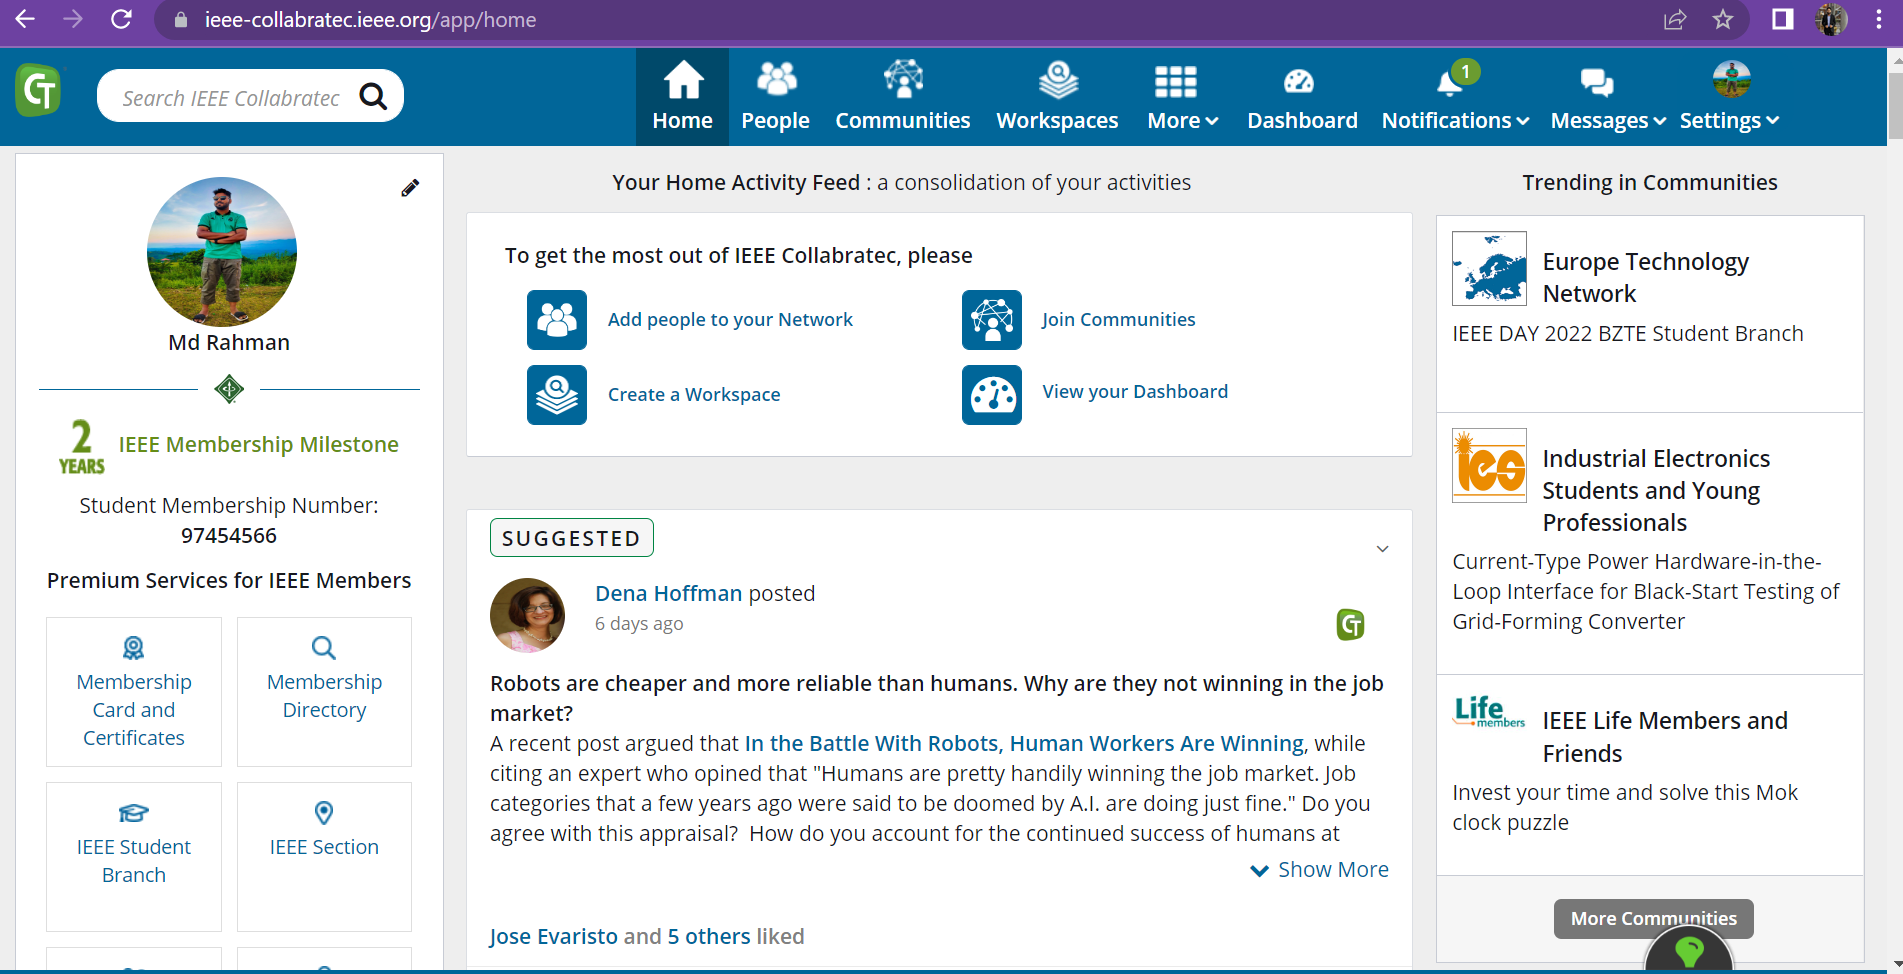 ieee-collabratec.ieee.org/app/home
CT
Search IEEE Collabratec
Home
People
Communities
Workspaces
More
Dashboard
1
Notifications
Messages
Settings
Md Rahman
2
YEARS
IEEE Membership Milestone
Student Membership Number:
97454566
Premium Services for IEEE Members
Membership
Card and
Certificates
Membership
Directory
IEEE Student
Branch
IEEE Section
Your Home Activity Feed : a consolidation of your activities
To get the most out of IEEE Collabratec, please
Add people to your Network
Join Communities
Create a Workspace
View your Dashboard
SUGGESTED
Dena Hoffman posted
6 days ago
CT
Robots are cheaper and more reliable than humans. Why are they not winning in the job
market?
A recent post argued that In the Battle With Robots, Human Workers Are Winning, while
citing an expert who opined that "Humans are pretty handily winning the job market. Job
categories that a few years ago were said to be doomed by A.I. are doing just fine." Do you
agree with this appraisal?  How do you account for the continued success of humans at
Show More
Jose Evaristo and 5 others liked
Trending in Communities
Europe Technology
Network
IEEE DAY 2022 BZTE Student Branch
ies
Industrial Electronics
Students and Young
Professionals
Current-Type Power Hardware-in-the-
Loop Interface for Black-Start Testing of
Grid-Forming Converter
Life
members
IEEE Life Members and
Friends
Invest your time and solve this Mok
clock puzzle
More Communities